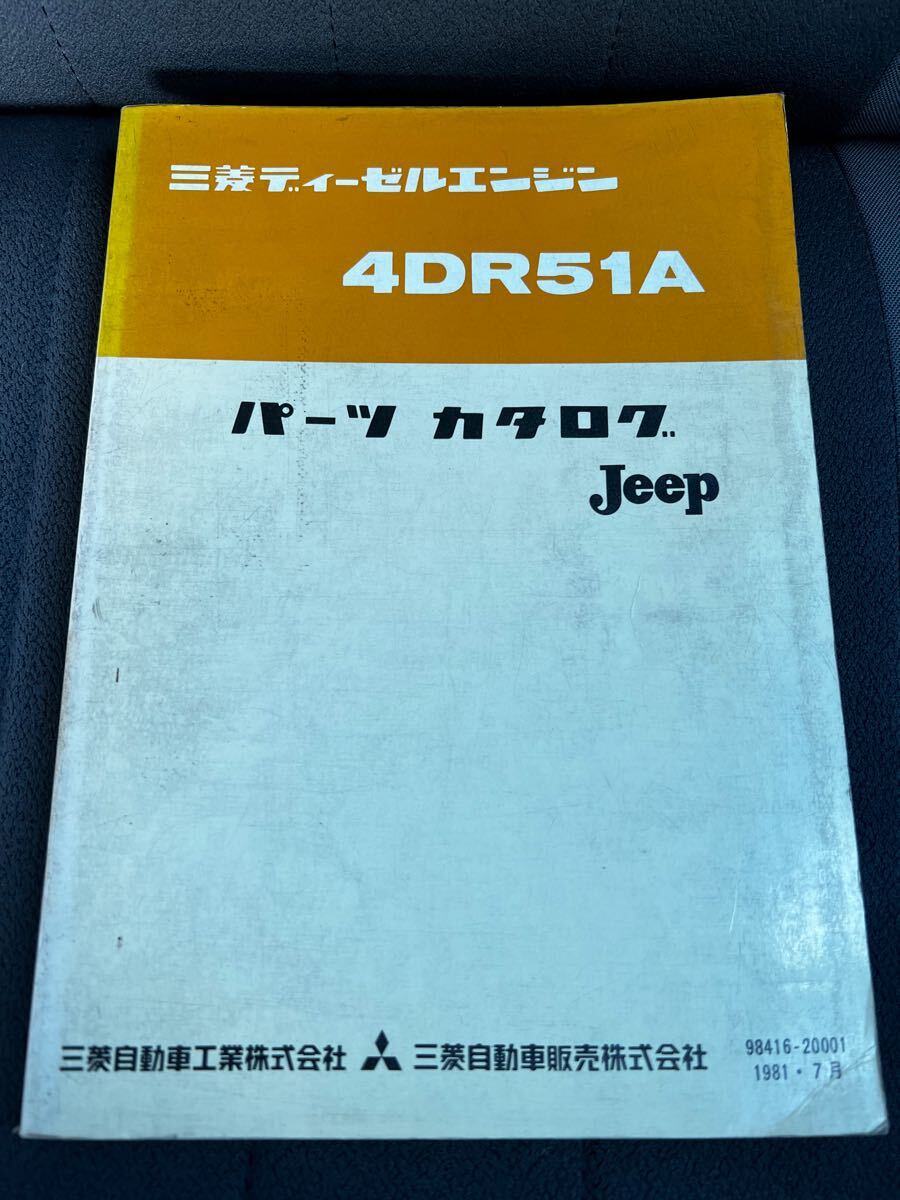 三菱ディーゼルエンジン
4DR51A
パーツ カタログ
Jeep
三菱自動車工業株式会社 三菱自動車販売株式会社
98416-20001
1981・7月